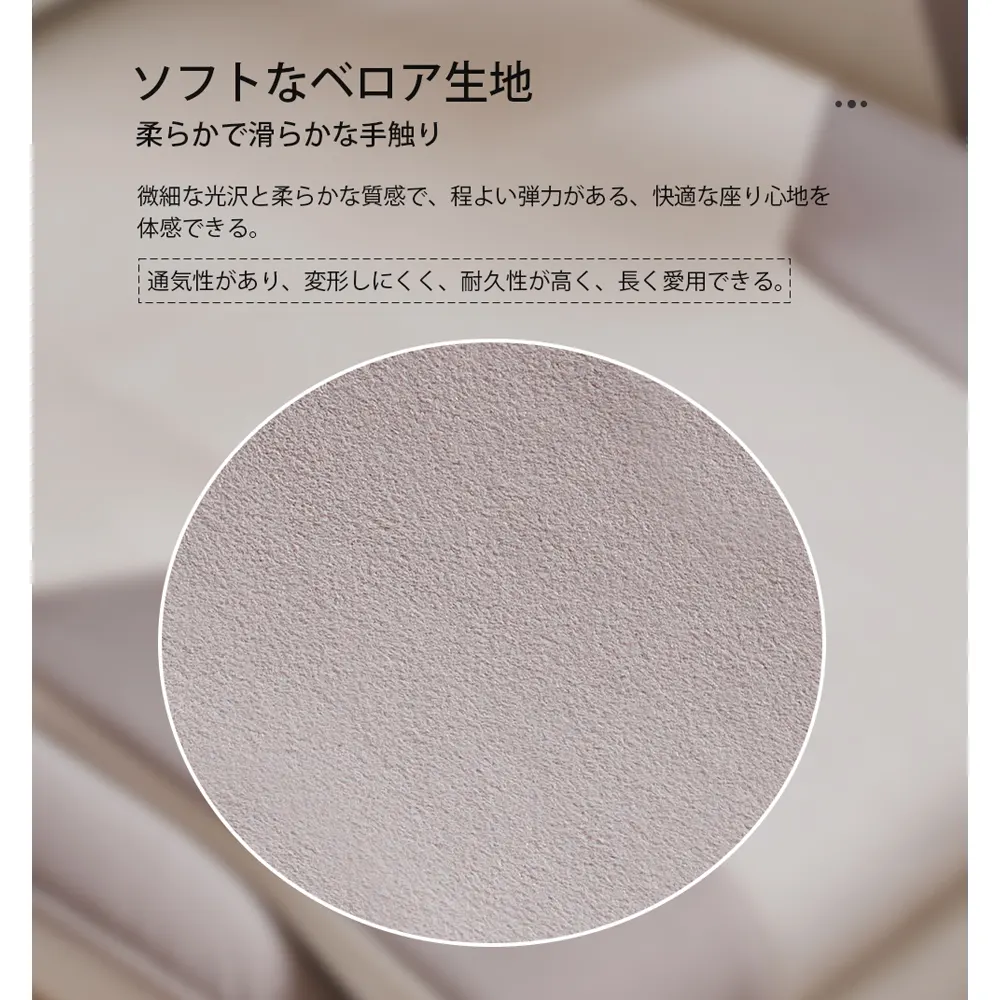 ソフトなベロア生地
柔らかで滑らかな手触り
微細な光沢と柔らかな質感で、程よい弾力がある、快適な座り心地を
体感できる。
通気性があり、変形しにくく、耐久性が高く、長く愛用できる。